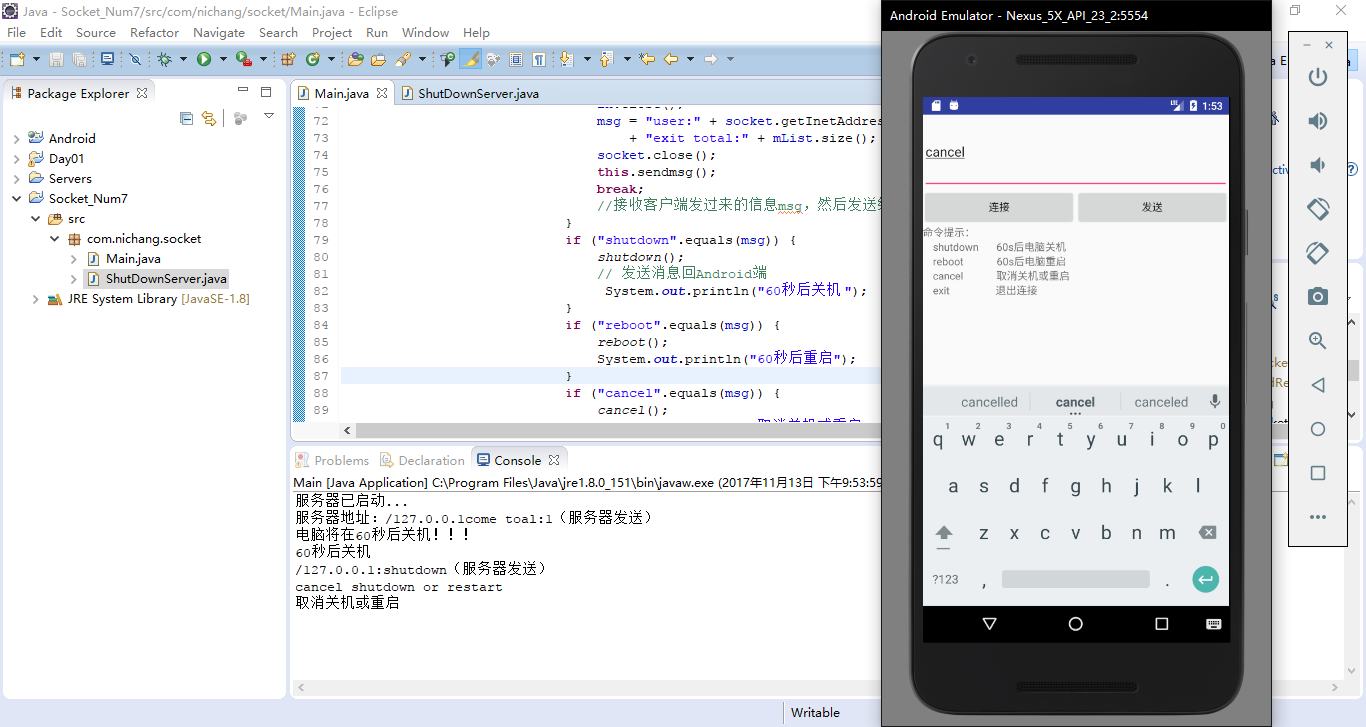 Java - Socket_Num7/src/com/nichang/socket/Main.java - Eclipse
File Edit Source Refactor Navigate Search Project Run Window Help
Package Explorer
Android
Day01
Servers
Socket_Num7
src
com.nichang.socket
Main.java
ShutDownServer.java
JRE System Library [JavaSE-1.8]
Main.java ShutDownServer.java
72 msg = "user:" + socket.getInetAddres
73 + "exit total:" + mList.size();
74 socket.close();
75 this.sendmsg();
76 break;
77 //接收客户端发过来的信息msg，然后发送
78 }
79 if ("shutdown".equals(msg)) {
80 shutdown();
81 // 发送消息回Android端
82 System.out.println("60秒后关机 ");
83 }
84 if ("reboot".equals(msg)) {
85 reboot();
86 System.out.println("60秒后重启");
87 }
88 if ("cancel".equals(msg)) {
89 cancel();
Problems Declaration Console
Main [Java Application] C:\Program Files\Java\jre1.8.0_151\bin\javaw.exe (2017年11月13日 下午9:53:59
服务器已启动...
服务器地址：/127.0.0.1come toal:1（服务器发送）
电脑将在60秒后关机！！！
60秒后关机
/127.0.0.1:shutdown（服务器发送）
cancel shutdown or restart
取消关机或重启
Writable
Android Emulator - Nexus_5X_API_23_2:5554
1:53
cancel
连接 发送
命令提示：
shutdown 60s后电脑关机
reboot 60s后电脑重启
cancel 取消关机或重启
exit 退出连接
cancelled cancel canceled
1 2 3 4 5 6 7 8 9 0
q w e r t y u i o p
a s d f g h j k l
z x c v b n m
?123 , .